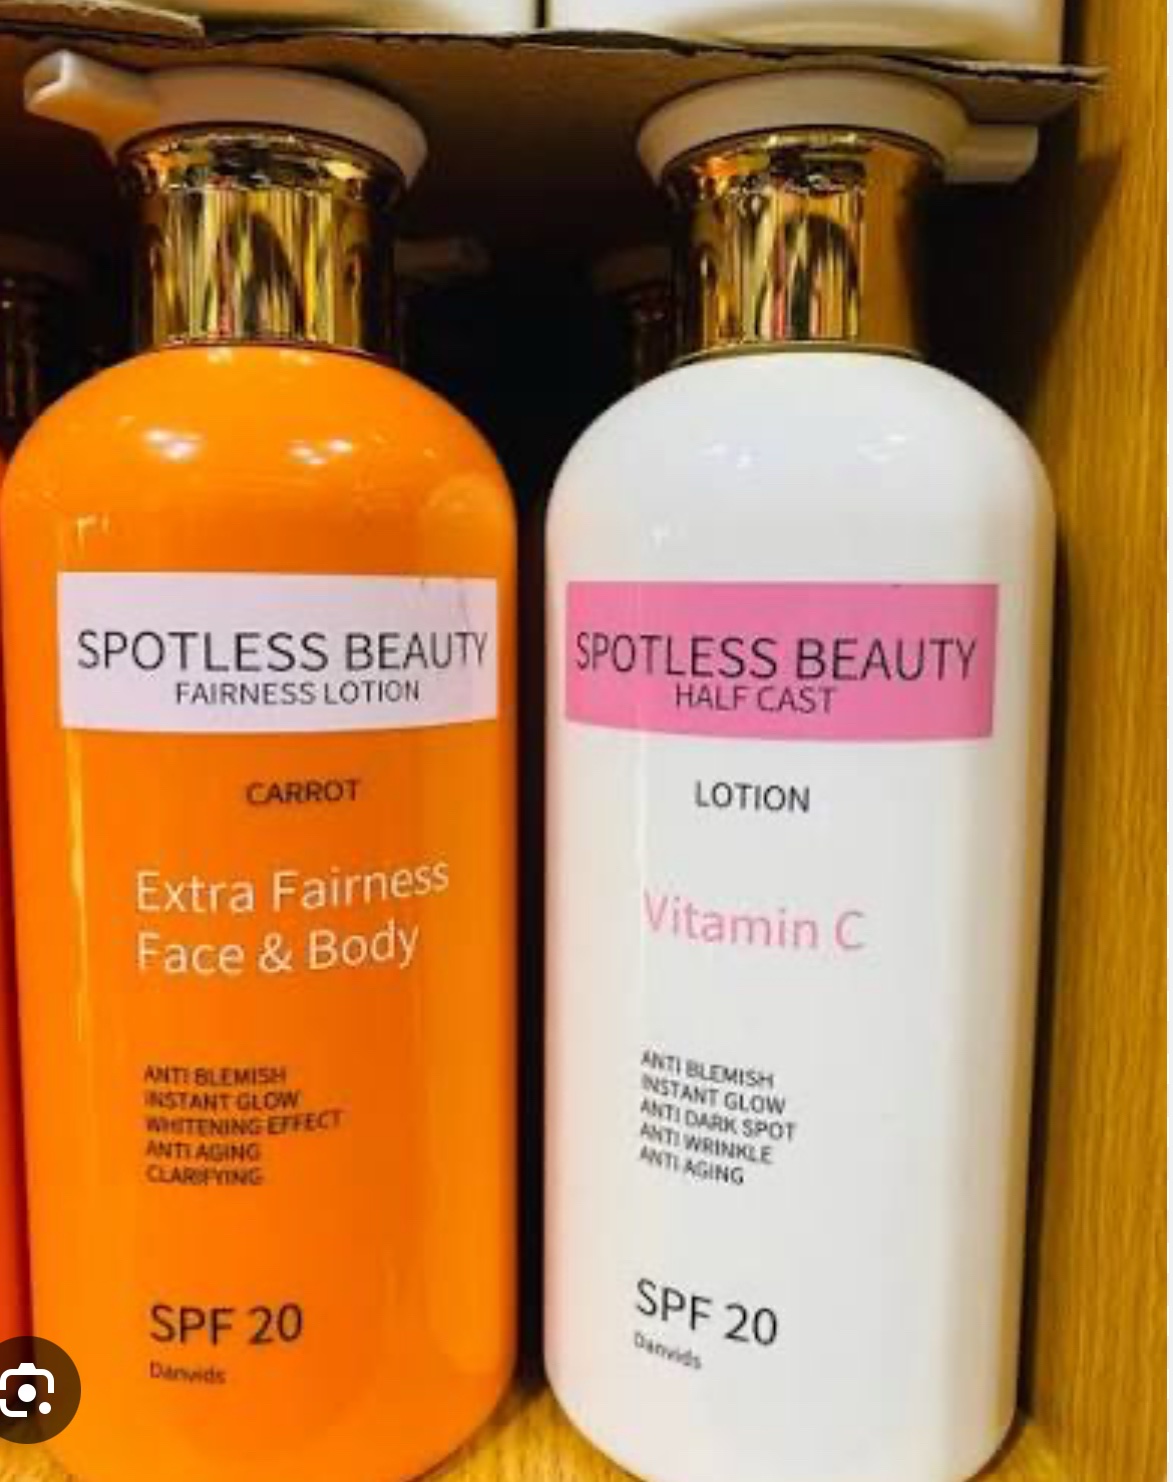 SPOTLESS BEAUTY
FAIRNESS LOTION
CARROT
Extra Fairness
Face & Body
ANTI BLEMISH
INSTANT GLOW
WHITENING EFFECT
ANTI AGING
CLARIFYING
SPF 20
Danvids
SPOTLESS BEAUTY
HALF CAST
LOTION
Vitamin C
ANTI BLEMISH
INSTANT GLOW
ANTI DARK SPOT
ANTI WRINKLE
ANTI AGING
SPF 20
Danvids